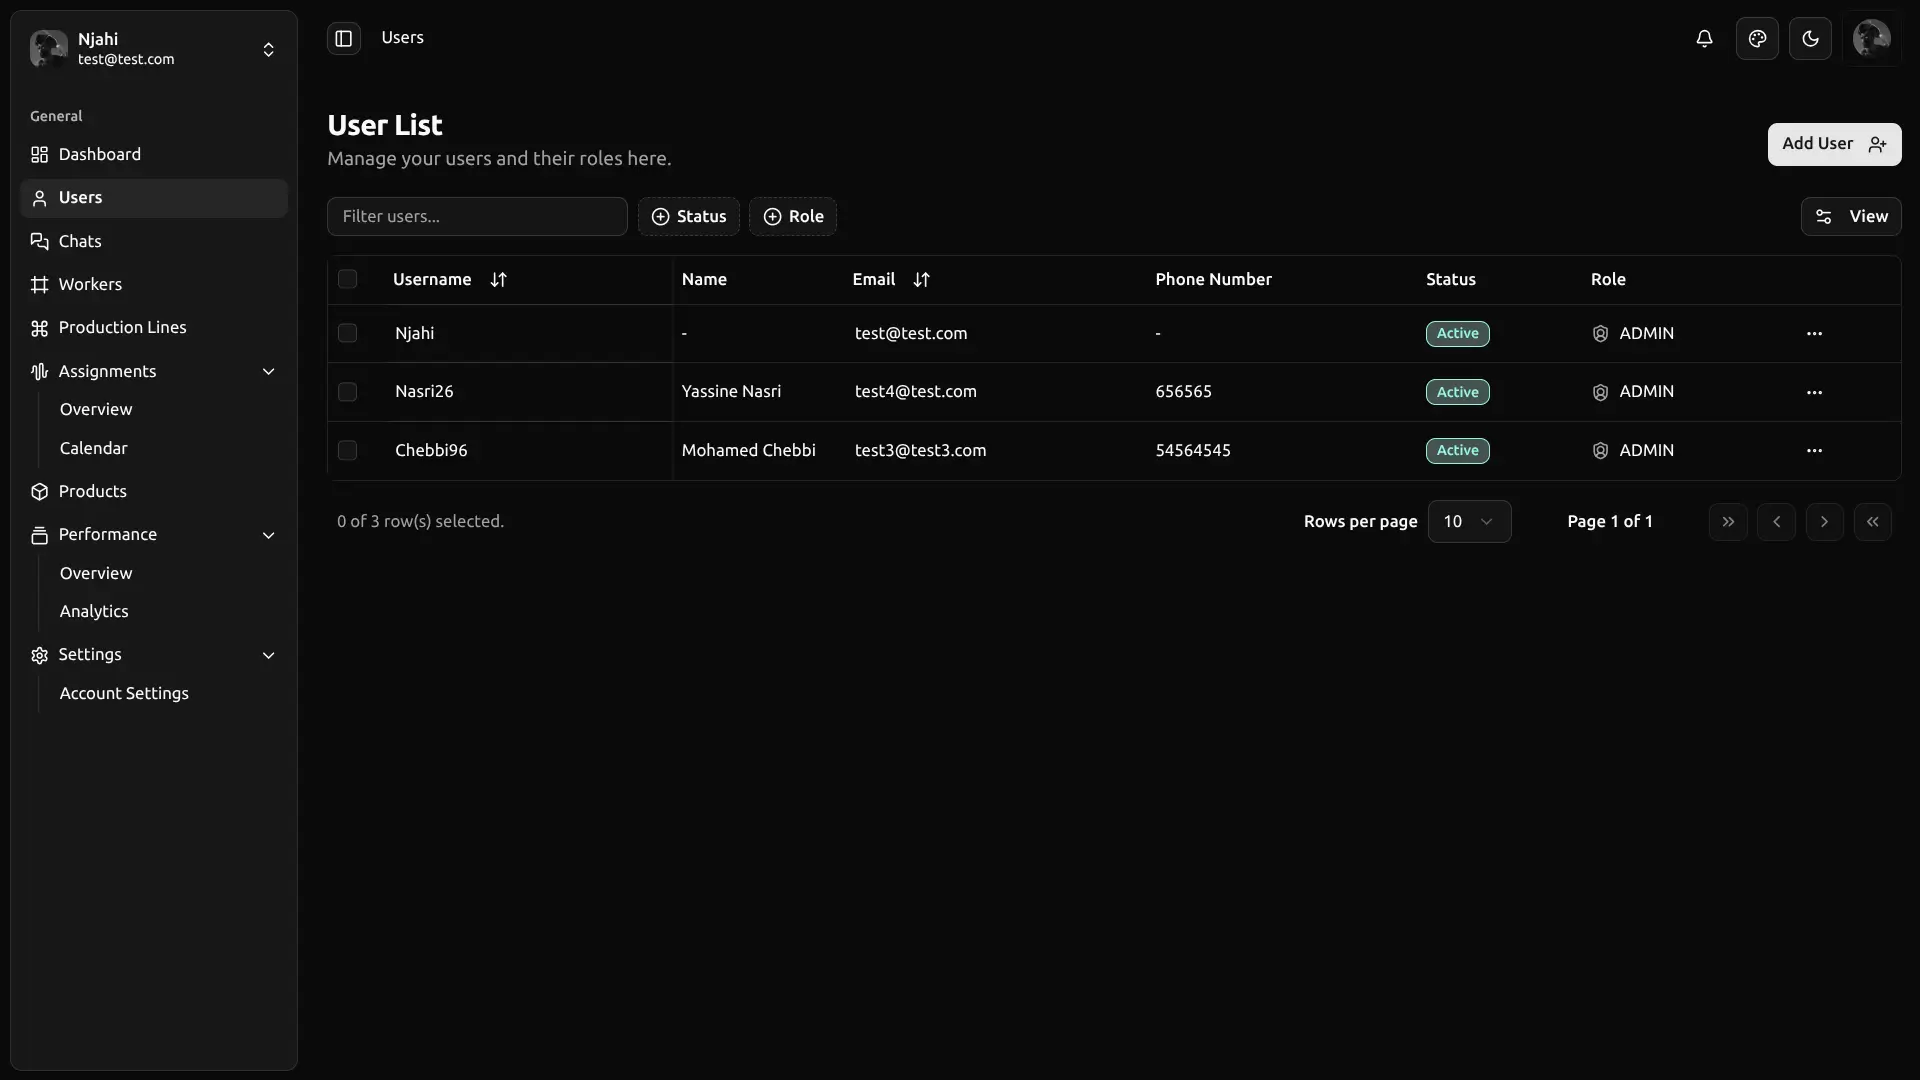 Njahi
test@test.com
General
Dashboard
Users
Chats
Workers
Production Lines
Assignments
Overview
Calendar
Products
Performance
Overview
Analytics
Settings
Account Settings
Users
User List
Manage your users and their roles here.
Add User
Filter users...
Status
Role
View
Username Name Email Phone Number Status Role
Njahi - test@test.com - Active ADMIN
Nasri26 Yassine Nasri test4@test.com 656565 Active ADMIN
Chebbi96 Mohamed Chebbi test3@test3.com 54564545 Active ADMIN
0 of 3 row(s) selected.
Rows per page 10 Page 1 of 1